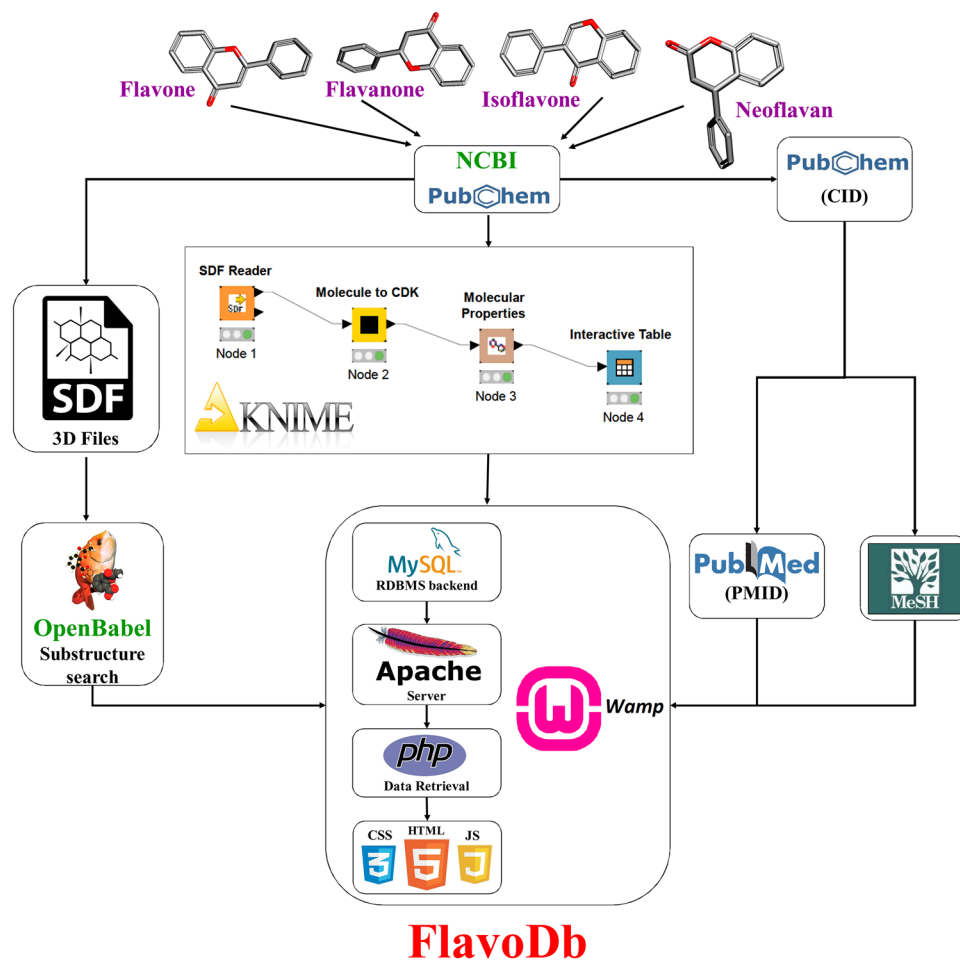 Flavone
Flavanone
Isoflavone
Neoflavan
NCBI
PubChem
PubChem
(CID)
SDF Reader
SDF
Node 1
Molecule to CDK
Node 2
Molecular
Properties
Node 3
Interactive Table
Node 4
KNIME
SDF
3D Files
OpenBabel
Substructure
search
MySQL
RDBMS backend
Apache
Server
php
Data Retrieval
CSS
HTML
JS
3
5
J
W
Wamp
PubMed
(PMID)
MeSH
FlavoDb